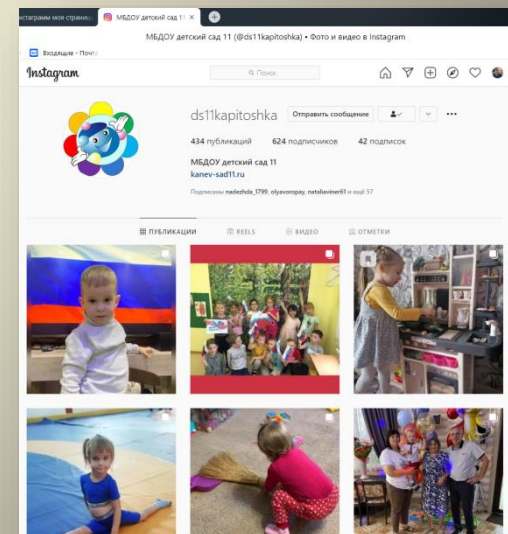 нстаграмм моя страниц
МБДОУ детский сад 11 ×
МБДОУ детский сад 11 (@ds11kapitoshka) • Фото и видео в Instagram
Входящие - Почта
Instagram
Поиск
ds11kapitoshka Отправить сообщение
434 публикаций 624 подписчиков 42 подписок
МБДОУ детский сад 11
kanev-sad11.ru
Подписаны nadezhda_1799, olyavoropay, nataliaviner61 и ещё 57
ПУБЛИКАЦИИ REELS ВИДЕО ОТМЕТКИ